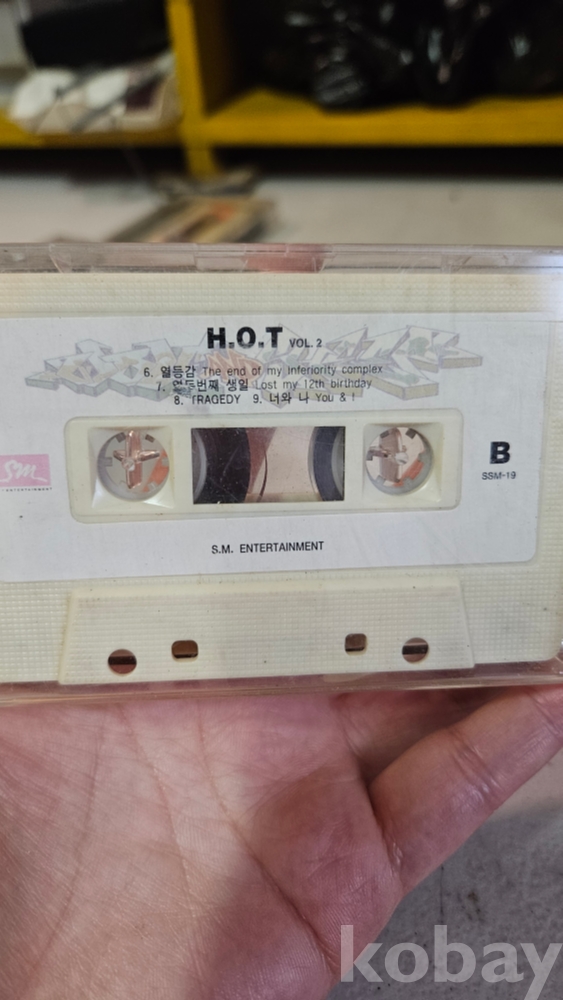 H.O.T VOL. 2
6. 열등감 The end of my Inferiority complex
7. 열두번째 생일 Lost my 12th birthday
8. TRAGEDY 9. 너와 나 You & I
B
SSM-19
SM
ENTERTAINMENT
S.M. ENTERTAINMENT
kobay